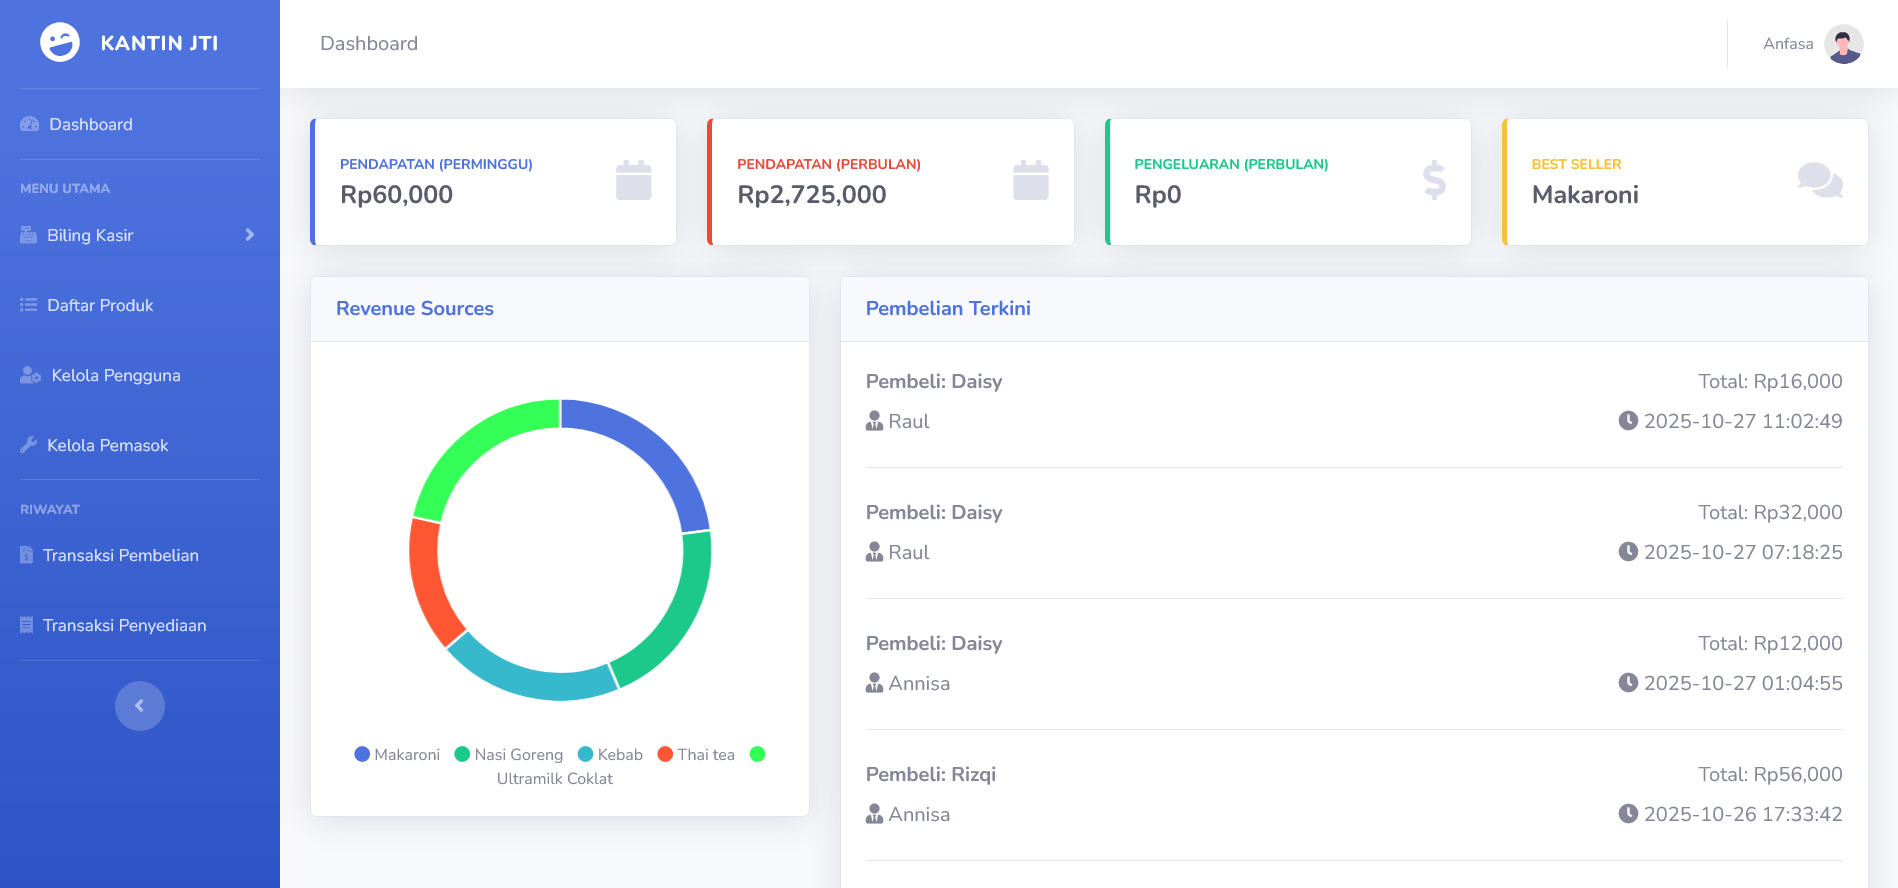 KANTIN JTI
Dashboard
MENU UTAMA
Biling Kasir
Daftar Produk
Kelola Pengguna
Kelola Pemasok
RIWAYAT
Transaksi Pembelian
Transaksi Penyediaan
Dashboard
Anfasa
PENDAPATAN (PERMINGGU)
Rp60,000
PENDAPATAN (PERBULAN)
Rp2,725,000
PENGELUARAN (PERBULAN)
Rp0
BEST SELLER
Makaroni
Revenue Sources
Makaroni Nasi Goreng Kebab Thai tea
Ultramilk Coklat
Pembelian Terkini
Pembeli: Daisy Total: Rp16,000
Raul 2025-10-27 11:02:49
Pembeli: Daisy Total: Rp32,000
Raul 2025-10-27 07:18:25
Pembeli: Daisy Total: Rp12,000
Annisa 2025-10-27 01:04:55
Pembeli: Rizqi Total: Rp56,000
Annisa 2025-10-26 17:33:42